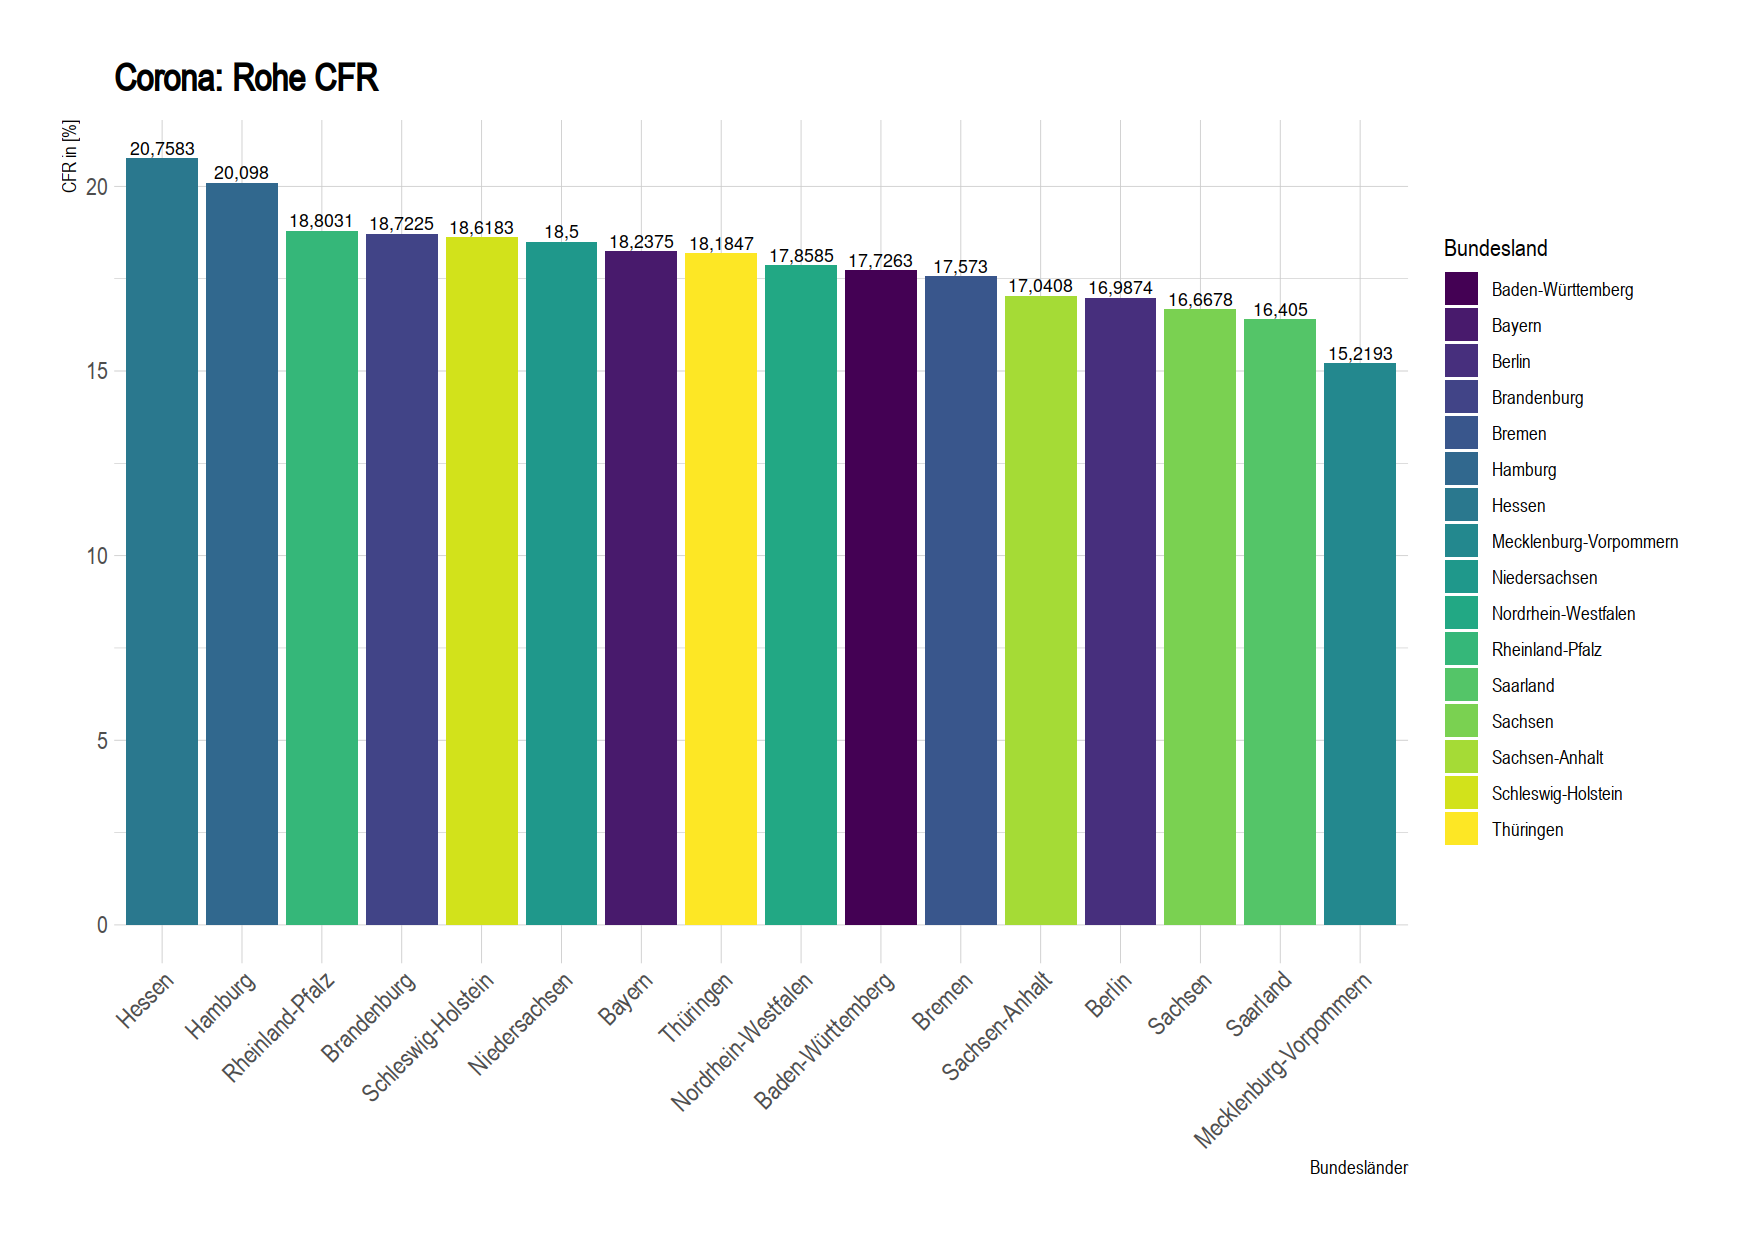 Corona: Rohe CFR
CFR in [%]
20
15
10
5
0
20,7583
20,098
18,8031
18,7225
18,6183
18,5
18,2375
18,1847
17,8585
17,7263
17,573
17,0408
16,9874
16,6678
16,405
15,2193
Hessen
Hamburg
Rheinland-Pfalz
Brandenburg
Schleswig-Holstein
Niedersachsen
Bayern
Thüringen
Nordrhein-Westfalen
Baden-Württemberg
Bremen
Sachsen-Anhalt
Berlin
Sachsen
Saarland
Mecklenburg-Vorpommern
Bundesländer
Bundesland
Baden-Württemberg
Bayern
Berlin
Brandenburg
Bremen
Hamburg
Hessen
Mecklenburg-Vorpommern
Niedersachsen
Nordrhein-Westfalen
Rheinland-Pfalz
Saarland
Sachsen
Sachsen-Anhalt
Schleswig-Holstein
Thüringen